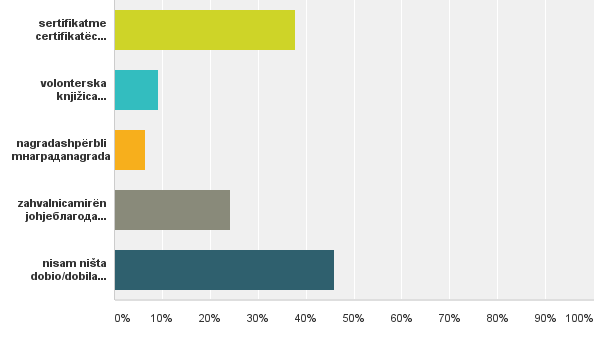 sertifikatme
certifikatëc...
volonterska
knjižica...
nagradashpërbli
mнаградаnagrada
zahvalnicamirën
johjeблагода...
nisam ništa
dobio/dobila...
0% 10% 20% 30% 40% 50% 60% 70% 80% 90% 100%